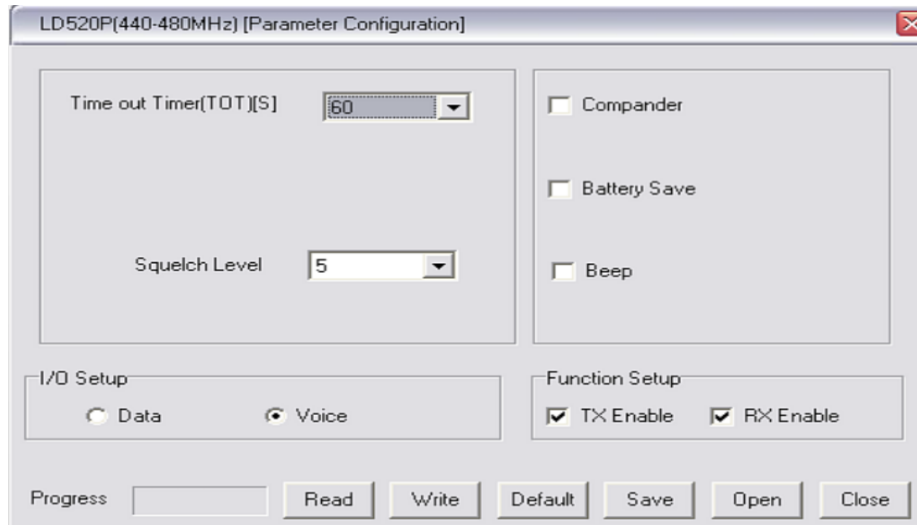 LD520P(440-480MHz) [Parameter Configuration]
Time out Timer(TOT)[S] 60
Compander
Battery Save
Squelch Level 5
Beep
I/O Setup
Data Voice
Function Setup
TX Enable RX Enable
Progress Read Write Default Save Open Close